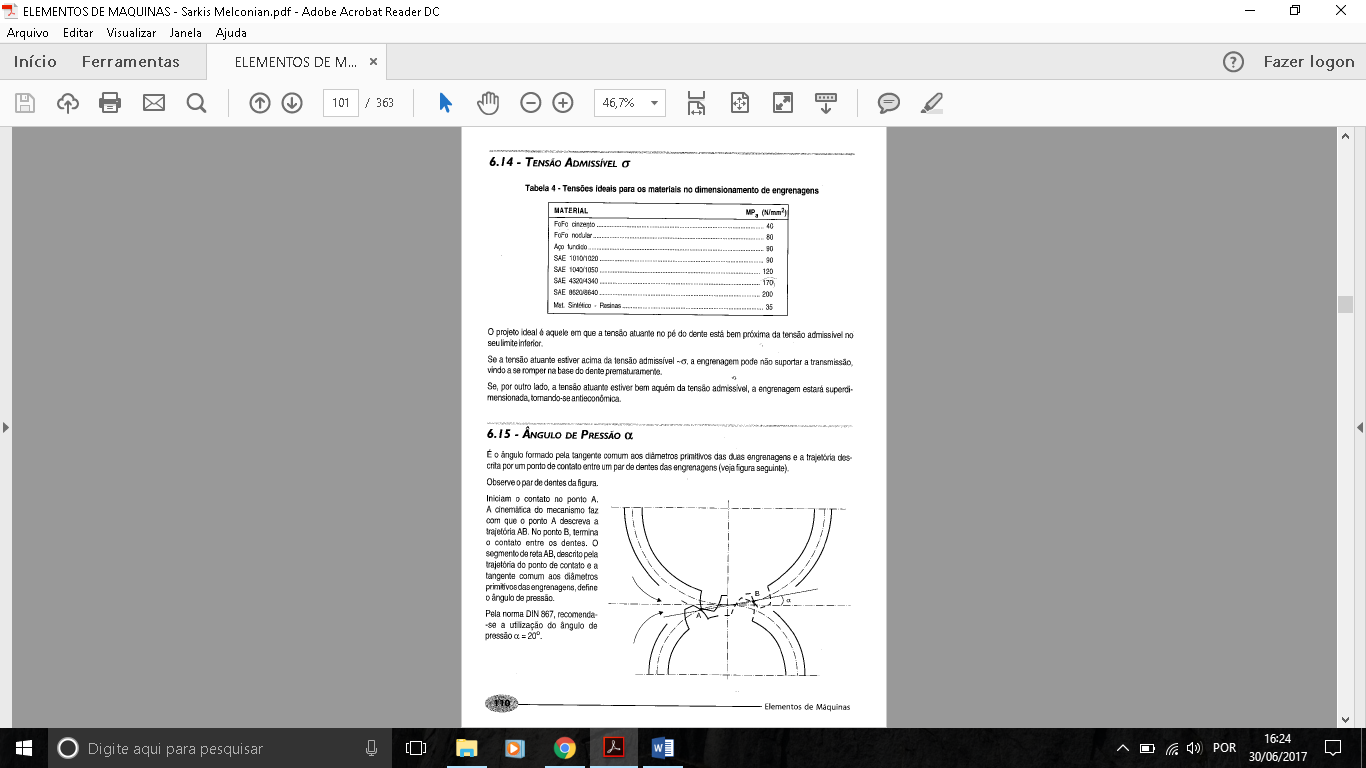 ELEMENTOS DE MAQUINAS - Sarkis Melconian.pdf - Adobe Acrobat Reader DC
Arquivo Editar Visualizar Janela Ajuda
Início Ferramentas ELEMENTOS DE M... × ? Fazer logon
101 / 363 46,7%
6.14 - TENSÃO ADMISSÍVEL σ
Tabela 4 - Tensões ideais para os materiais no dimensionamento de engrenagens
MATERIAL MPa (N/mm²)
FoFo cinzento 40
FoFo nodular 80
Aço fundido 90
SAE 1010/1020 90
SAE 1040/1050 120
SAE 4320/4340 170
SAE 8620/8640 200
Mat. Sintético - Resinas 35
O projeto ideal é aquele em que a tensão atuante no pé do dente está bem próxima da tensão admissível no
seu limite inferior.
Se a tensão atuante estiver acima da tensão admissível -σ, a engrenagem pode não suportar a transmissão,
vindo a se romper na base do dente prematuramente.
Se, por outro lado, a tensão atuante estiver bem aquém da tensão admissível, a engrenagem estará superdi-
mensionada, tornando-se antieconômica.
6.15 - ÂNGULO DE PRESSÃO α
É o ângulo formado pela tangente comum aos diâmetros primitivos das duas engrenagens e a trajetória des-
crita por um ponto de contato entre um par de dentes das engrenagens (veja figura seguinte).
Observe o par de dentes da figura.
Iniciam o contato no ponto A.
A cinemática do mecanismo faz
com que o ponto A descreva a
trajetória AB. No ponto B, termina
o contato entre os dentes. O
segmento de reta AB, descrito pela
trajetória do ponto de contato e a
tangente comum aos diâmetros
primitivos das engrenagens, define
o ângulo de pressão.
Pela norma DIN 867, recomenda-
-se a utilização do ângulo de
pressão α = 20°.
B
α
A
110 Elementos de Máquinas
Digite aqui para pesquisar
POR
16:24
30/06/2017